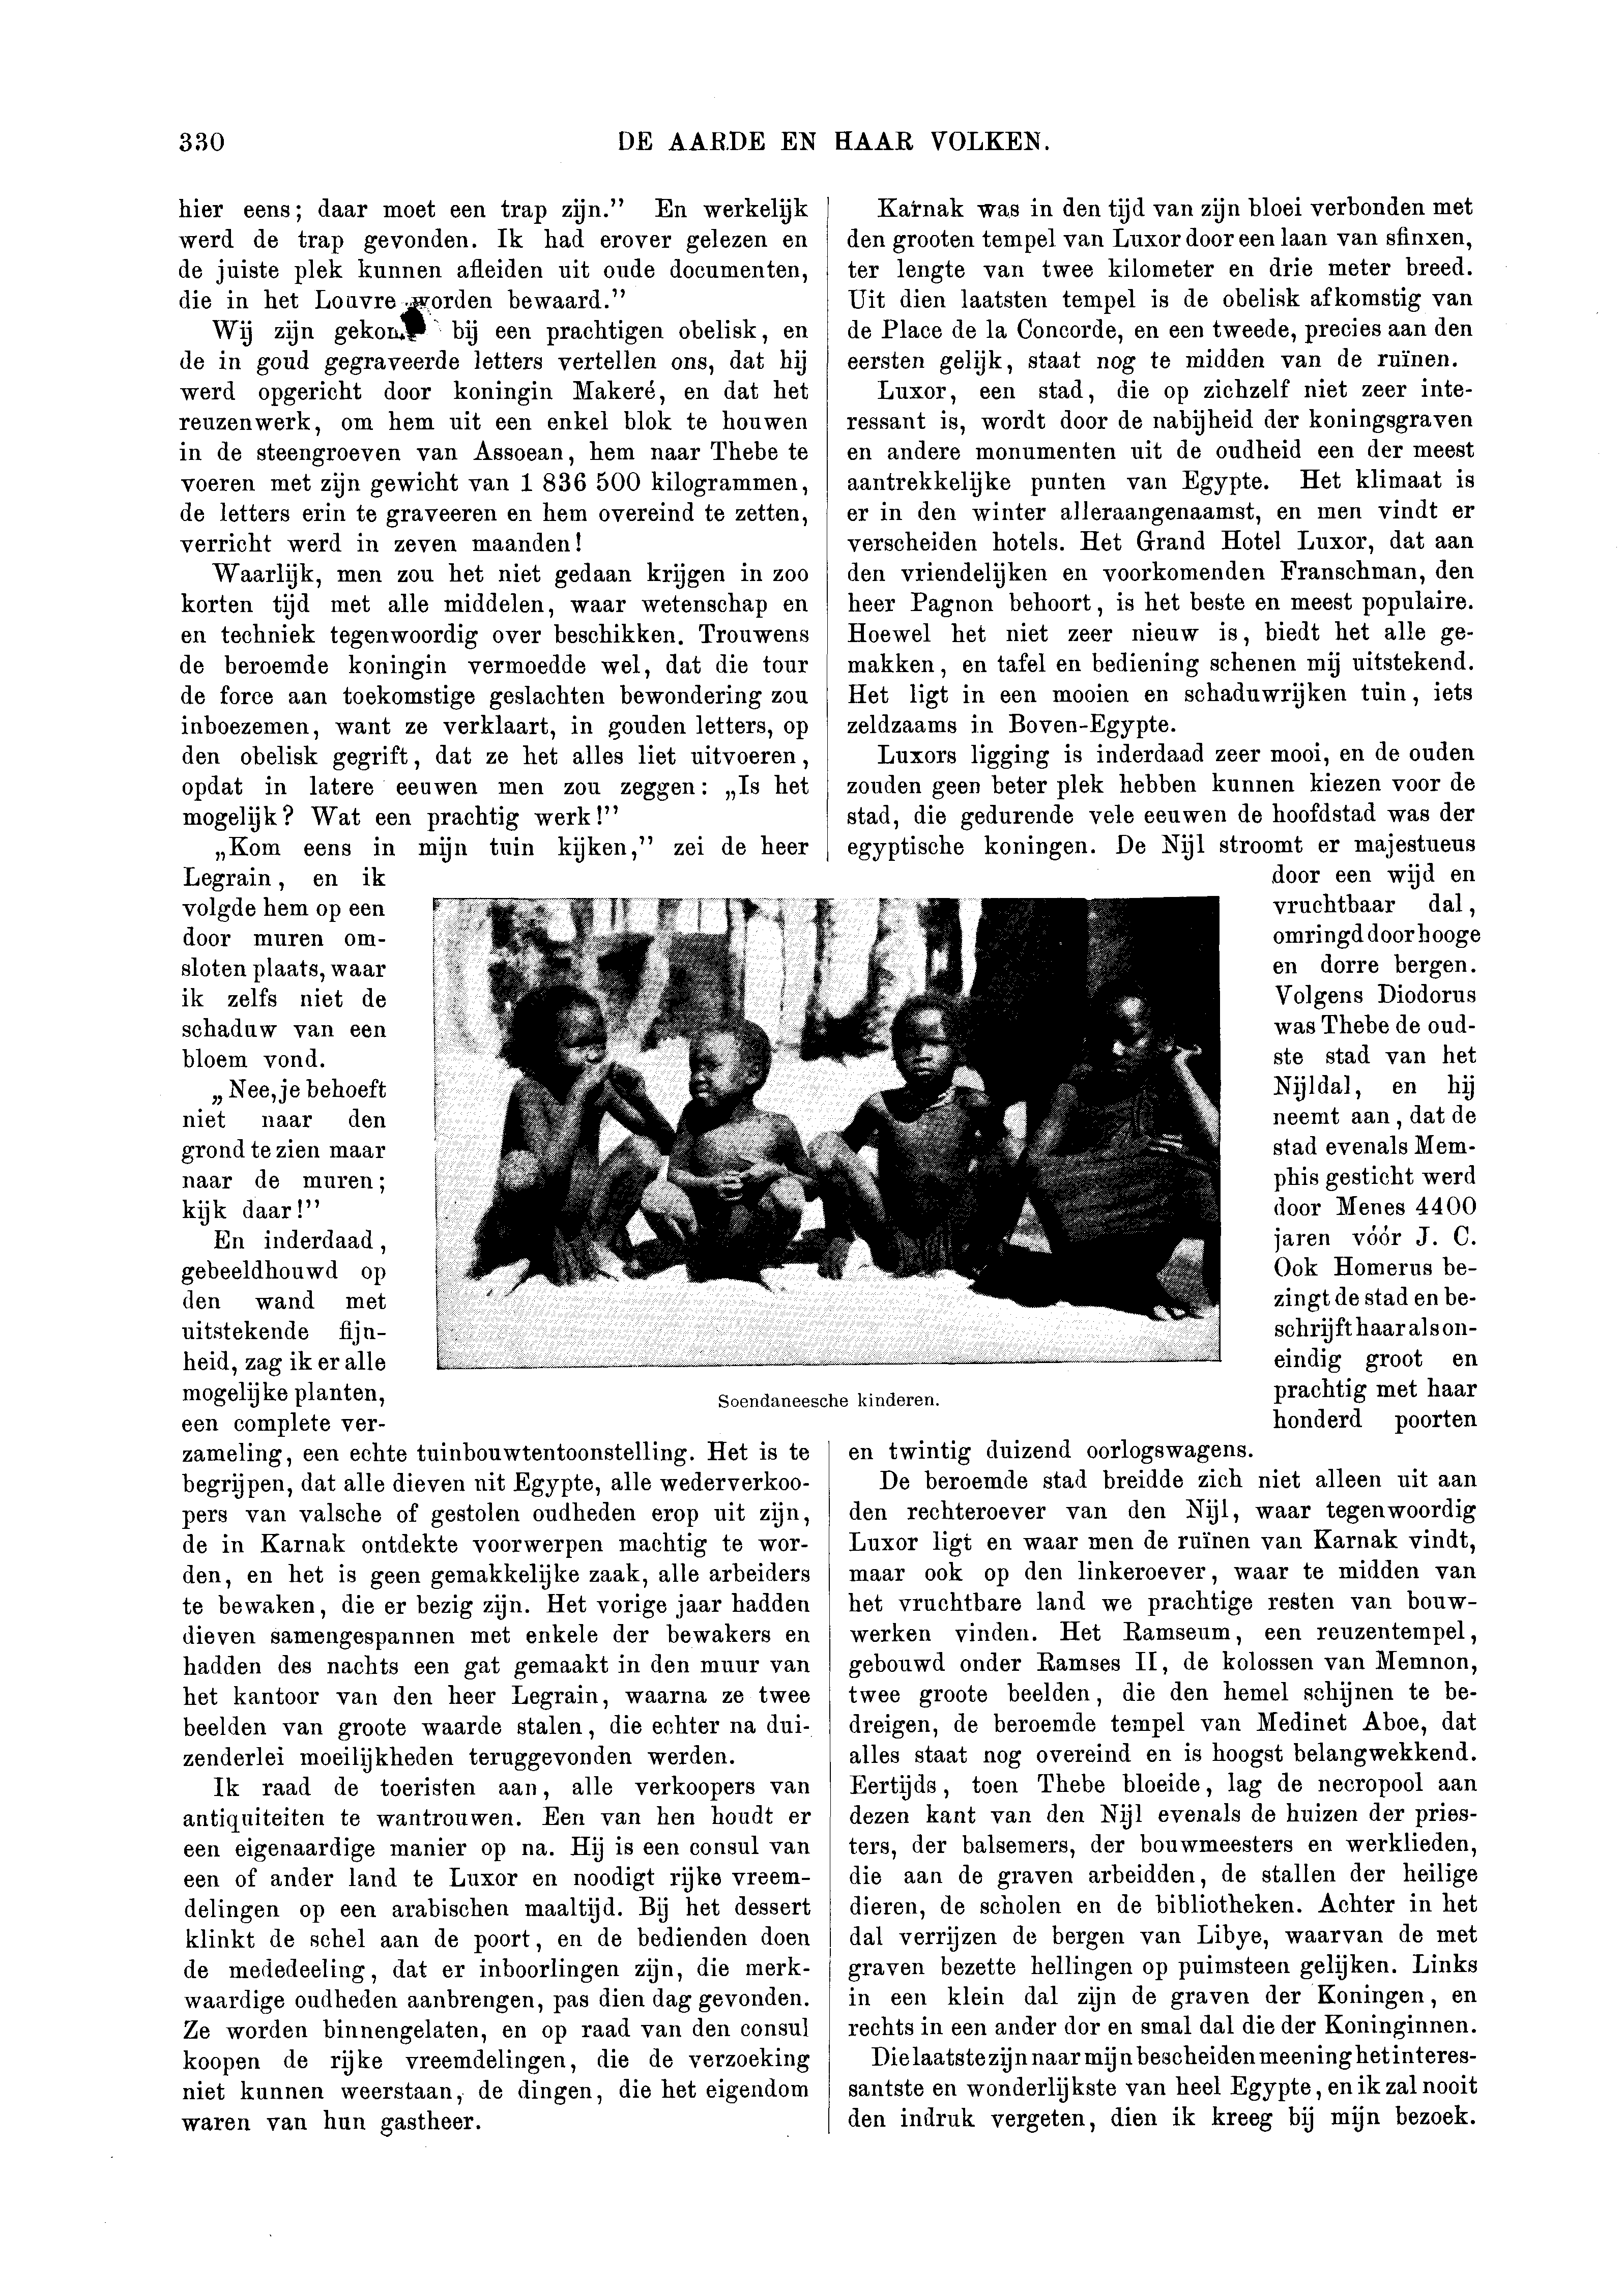 330
DE AARDE EN HAAR VOLKEN.
hier eens; daar moet een trap zijn.” En werkelijk
werd de trap gevonden. Ik had erover gelezen en
de juiste plek kunnen afleiden uit oude documenten,
die in het Louvre worden bewaard.”
Wij zijn bij een prachtigen obelisk, en
de in goud gegraveerde letters vertellen ons, dat hij
werd opgericht door koningin Makeré, en dat het
reuzenwerk, om hem uit een enkel blok te houwen
in de steengroeven van Assoean, hem naar Thebe te
voeren met zijn gewicht van 1 836 500 kilogrammen,
de letters erin te graveeren en hem overeind te zetten,
verricht werd in zeven maanden!
Waarlijk, men zou het niet gedaan krijgen in zoo
korten tijd met alle middelen, waar wetenschap en
en techniek tegenwoordig over beschikken. Trouwens
de beroemde koningin vermoedde wel, dat die tour
de force aan toekomstige geslachten bewondering zou
inboezemen, want ze verklaart, in gouden letters, op
den obelisk gegrift, dat ze het alles liet uitvoeren,
opdat in latere eeuwen men zou zeggen: „Is het
mogelijk? Wat een prachtig werk!”
„Kom eens in mijn tuin kijken,” zei de heer
Legrain, en ik
volgde hem op een
door muren om-
sloten plaats, waar
ik zelfs niet de
schaduw van een
bloem vond.
„Nee, je behoeft
niet naar den
grond te zien maar
naar de muren;
kijk daar!”
En inderdaad,
gebeeldhouwd op
den wand met
uitstekende fijn-
heid, zag ik er alle
mogelijke planten,
een complete ver-
zameling, een echte tuinbouwtentoonstelling. Het is te
begrijpen, dat alle dieven uit Egypte, alle wederverkoo-
pers van valsche of gestolen oudheden erop uit zijn,
de in Karnak ontdekte voorwerpen machtig te wor-
den, en het is geen gemakkelijke zaak, alle arbeiders
te bewaken, die er bezig zijn. Het vorige jaar hadden
dieven samengespannen met enkele der bewakers en
hadden des nachts een gat gemaakt in den muur van
het kantoor van den heer Legrain, waarna ze twee
beelden van groote waarde stalen, die echter na dui-
zenderlei moeilijkheden teruggevonden werden.
Ik raad de toeristen aan, alle verkoopers van
antiquiteiten te wantrouwen. Een van hen houdt er
een eigenaardige manier op na. Hij is een consul van
een of ander land te Luxor en noodigt rijke vreem-
delingen op een arabischen maaltijd. Bij het dessert
klinkt de schel aan de poort, en de bedienden doen
de mededeeling, dat er inboorlingen zijn, die merk-
waardige oudheden aanbrengen, pas dien dag gevonden.
Ze worden binnengelaten, en op raad van den consul
koopen de rijke vreemdelingen, die de verzoeking
niet kunnen weerstaan, de dingen, die het eigendom
waren van hun gastheer.
Soendaneesche kinderen.
Karnak was in den tijd van zijn bloei verbonden met
den grooten tempel van Luxor door een laan van sfinxen,
ter lengte van twee kilometer en drie meter breed.
Uit dien laatsten tempel is de obelisk afkomstig van
de Place de la Concorde, en een tweede, precies aan den
eersten gelijk, staat nog te midden van de ruïnen.
Luxor, een stad, die op zichzelf niet zeer inte-
ressant is, wordt door de nabijheid der koningsgraven
en andere monumenten uit de oudheid een der meest
aantrekkelijke punten van Egypte. Het klimaat is
er in den winter alleraangenaamst, en men vindt er
verscheiden hotels. Het Grand Hotel Luxor, dat aan
den vriendelijken en voorkomenden Franschman, den
heer Pagnon behoort, is het beste en meest populaire.
Hoewel het niet zeer nieuw is, biedt het alle ge-
makken, en tafel en bediening schenen mij uitstekend.
Het ligt in een mooien en schaduwrijken tuin, iets
zeldzaams in Boven-Egypte.
Luxors ligging is inderdaad zeer mooi, en de ouden
zouden geen beter plek hebben kunnen kiezen voor de
stad, die gedurende vele eeuwen de hoofdstad was der
egyptische koningen. De Nijl stroomt er majestueus
door een wijd en
vruchtbaar dal,
omringd door hooge
en dorre bergen.
Volgens Diodorus
was Thebe de oud-
ste stad van het
Nijldal, en hij
neemt aan, dat de
stad evenals Mem-
phis gesticht werd
door Menes 4400
jaren vóór J. C.
Ook Homerus be-
zingt de stad en be-
schrijft haar als on-
eindig groot en
prachtig met haar
honderd poorten
en twintig duizend oorlogswagens.
De beroemde stad breidde zich niet alleen uit aan
den rechteroever van den Nijl, waar tegenwoordig
Luxor ligt en waar men de ruïnen van Karnak vindt,
maar ook op den linkeroever, waar te midden van
het vruchtbare land we prachtige resten van bouw-
werken vinden. Het Ramseum, een reuzentempel,
gebouwd onder Ramses II, de kolossen van Memnon,
twee groote beelden, die den hemel schijnen te be-
dreigen, de beroemde tempel van Medinet Aboe, dat
alles staat nog overeind en is hoogst belangwekkend.
Eertijds, toen Thebe bloeide, lag de necropool aan
dezen kant van den Nijl evenals de huizen der pries-
ters, der balsemers, der bouwmeesters en werklieden,
die aan de graven arbeidden, de stallen der heilige
dieren, de scholen en de bibliotheken. Achter in het
dal verrijzen de bergen van Libye, waarvan de met
graven bezette hellingen op puimsteen gelijken. Links
in een klein dal zijn de graven der Koningen, en
rechts in een ander dor en smal dal die der Koninginnen.
Die laatste zijn naar mijn bescheiden meening het interes-
santste en wonderlijkste van heel Egypte, en ik zal nooit
den indruk vergeten, dien ik kreeg bij mijn bezoek.